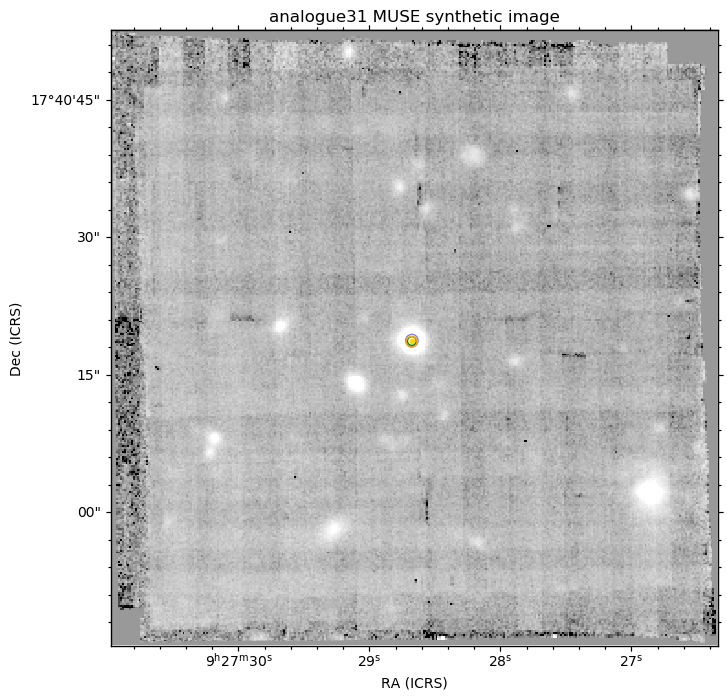 analogue31 MUSE synthetic image
17°40'45"
30"
15"
00"
Dec (ICRS)
9h27m30s
29s
28s
27s
RA (ICRS)